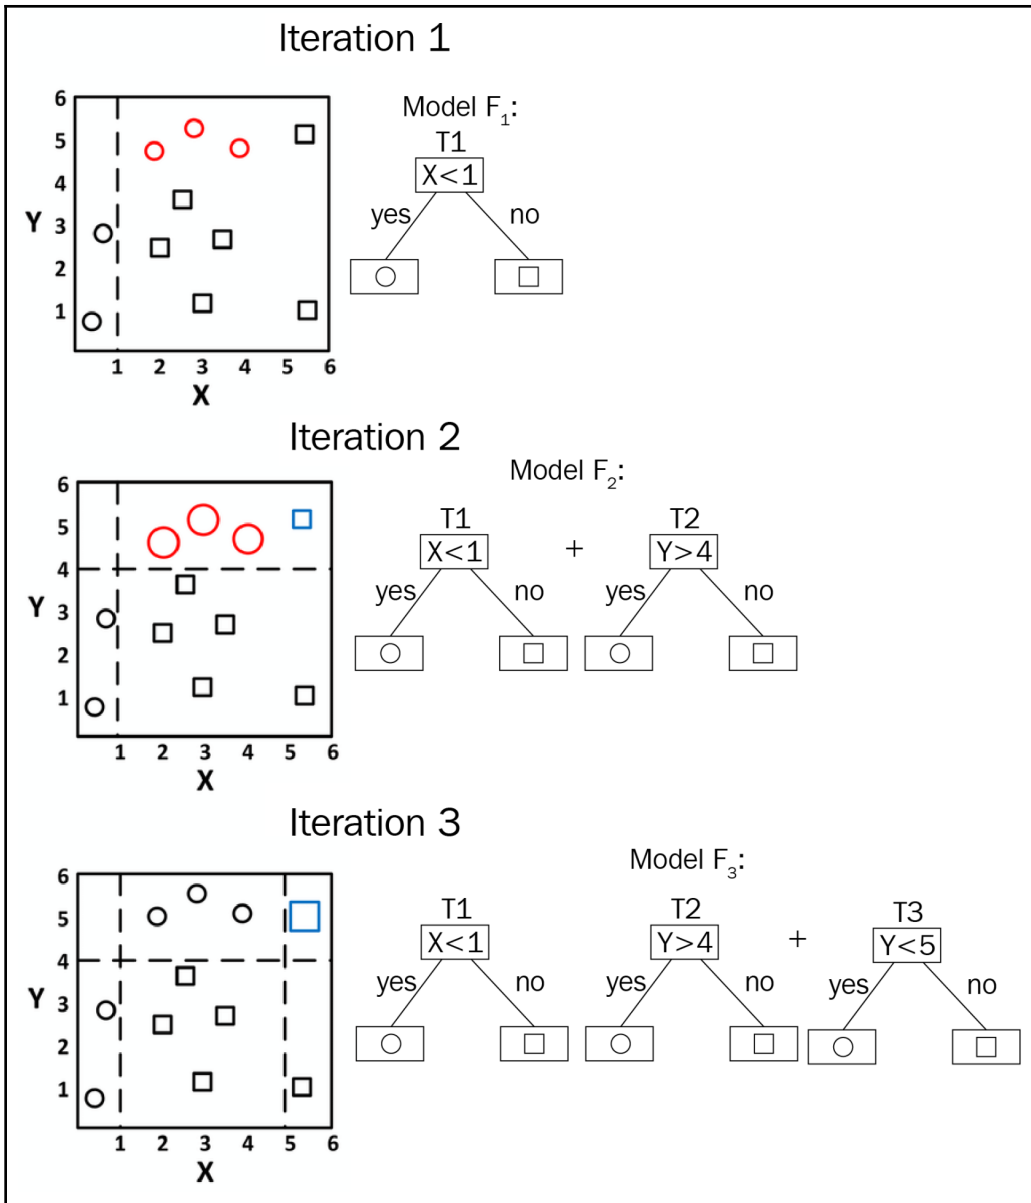 Iteration 1
Model F1:
T1
X<1
yes no
6
5
4
Y 3
2
1
1 2 3 4 5 6
X
Iteration 2
Model F2:
T1 + T2
X<1 Y>4
yes no yes no
6
5
4
Y 3
2
1
1 2 3 4 5 6
X
Iteration 3
Model F3:
T1 T2 + T3
X<1 Y>4 Y<5
yes no yes no yes no
6
5
4
Y 3
2
1
1 2 3 4 5 6
X